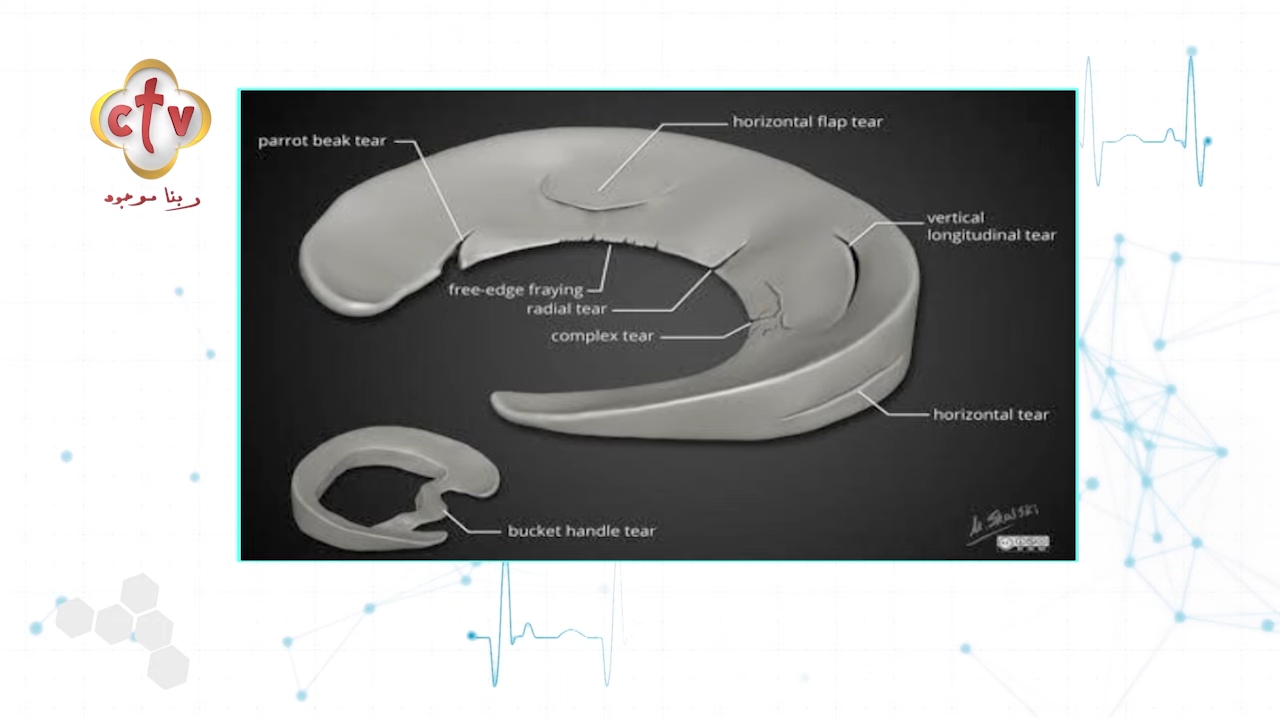 ctv
ربنا موجود
parrot beak tear
horizontal flap tear
vertical
longitudinal tear
free-edge fraying
radial tear
complex tear
horizontal tear
bucket handle tear
M. Skalski